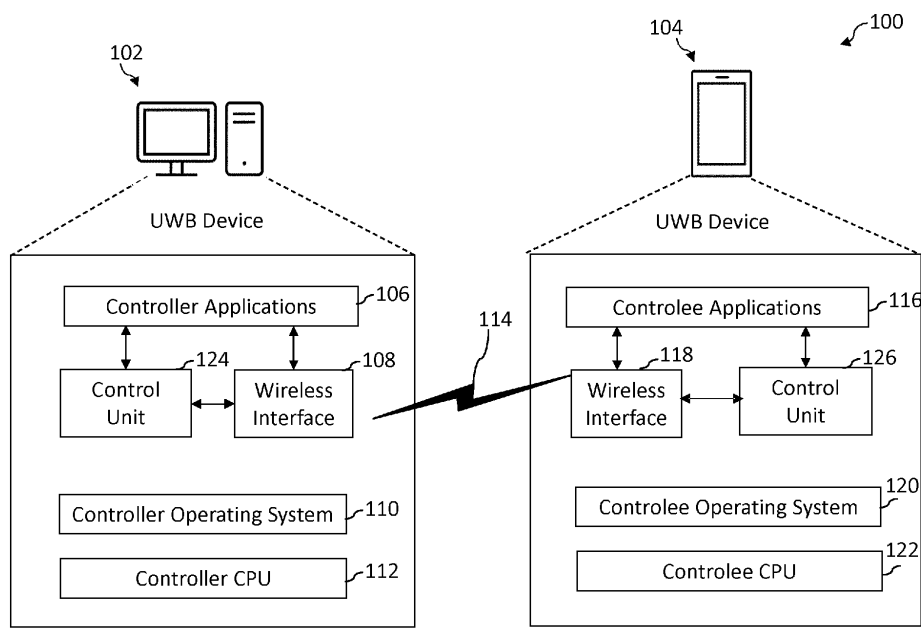 100
102
104
UWB Device
UWB Device
Controller Applications
106
Controlee Applications
116
114
124
108
118
126
Control
Unit
Wireless
Interface
Wireless
Interface
Control
Unit
Controller Operating System
110
Controlee Operating System
120
Controller CPU
112
Controlee CPU
122